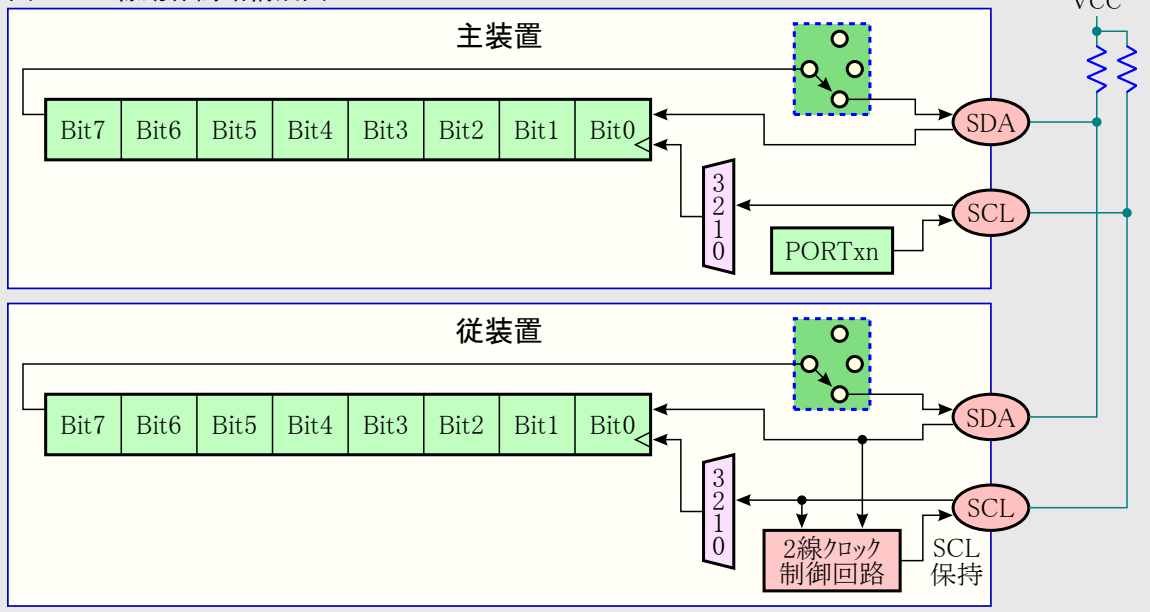 VCC
主装置
Bit7 Bit6 Bit5 Bit4 Bit3 Bit2 Bit1 Bit0
SDA
3
2
1
0
SCL
PORTxn
従装置
Bit7 Bit6 Bit5 Bit4 Bit3 Bit2 Bit1 Bit0
SDA
3
2
1
0
SCL
2線クロック
制御回路
SCL
保持